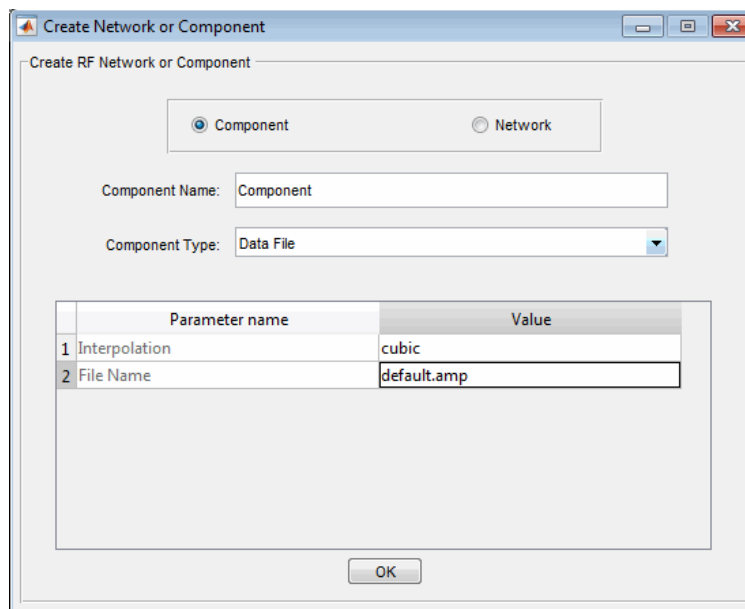 Create Network or Component
Create RF Network or Component
Component Network
Component Name: Component
Component Type: Data File
Parameter name Value
1 Interpolation cubic
2 File Name default.amp
OK